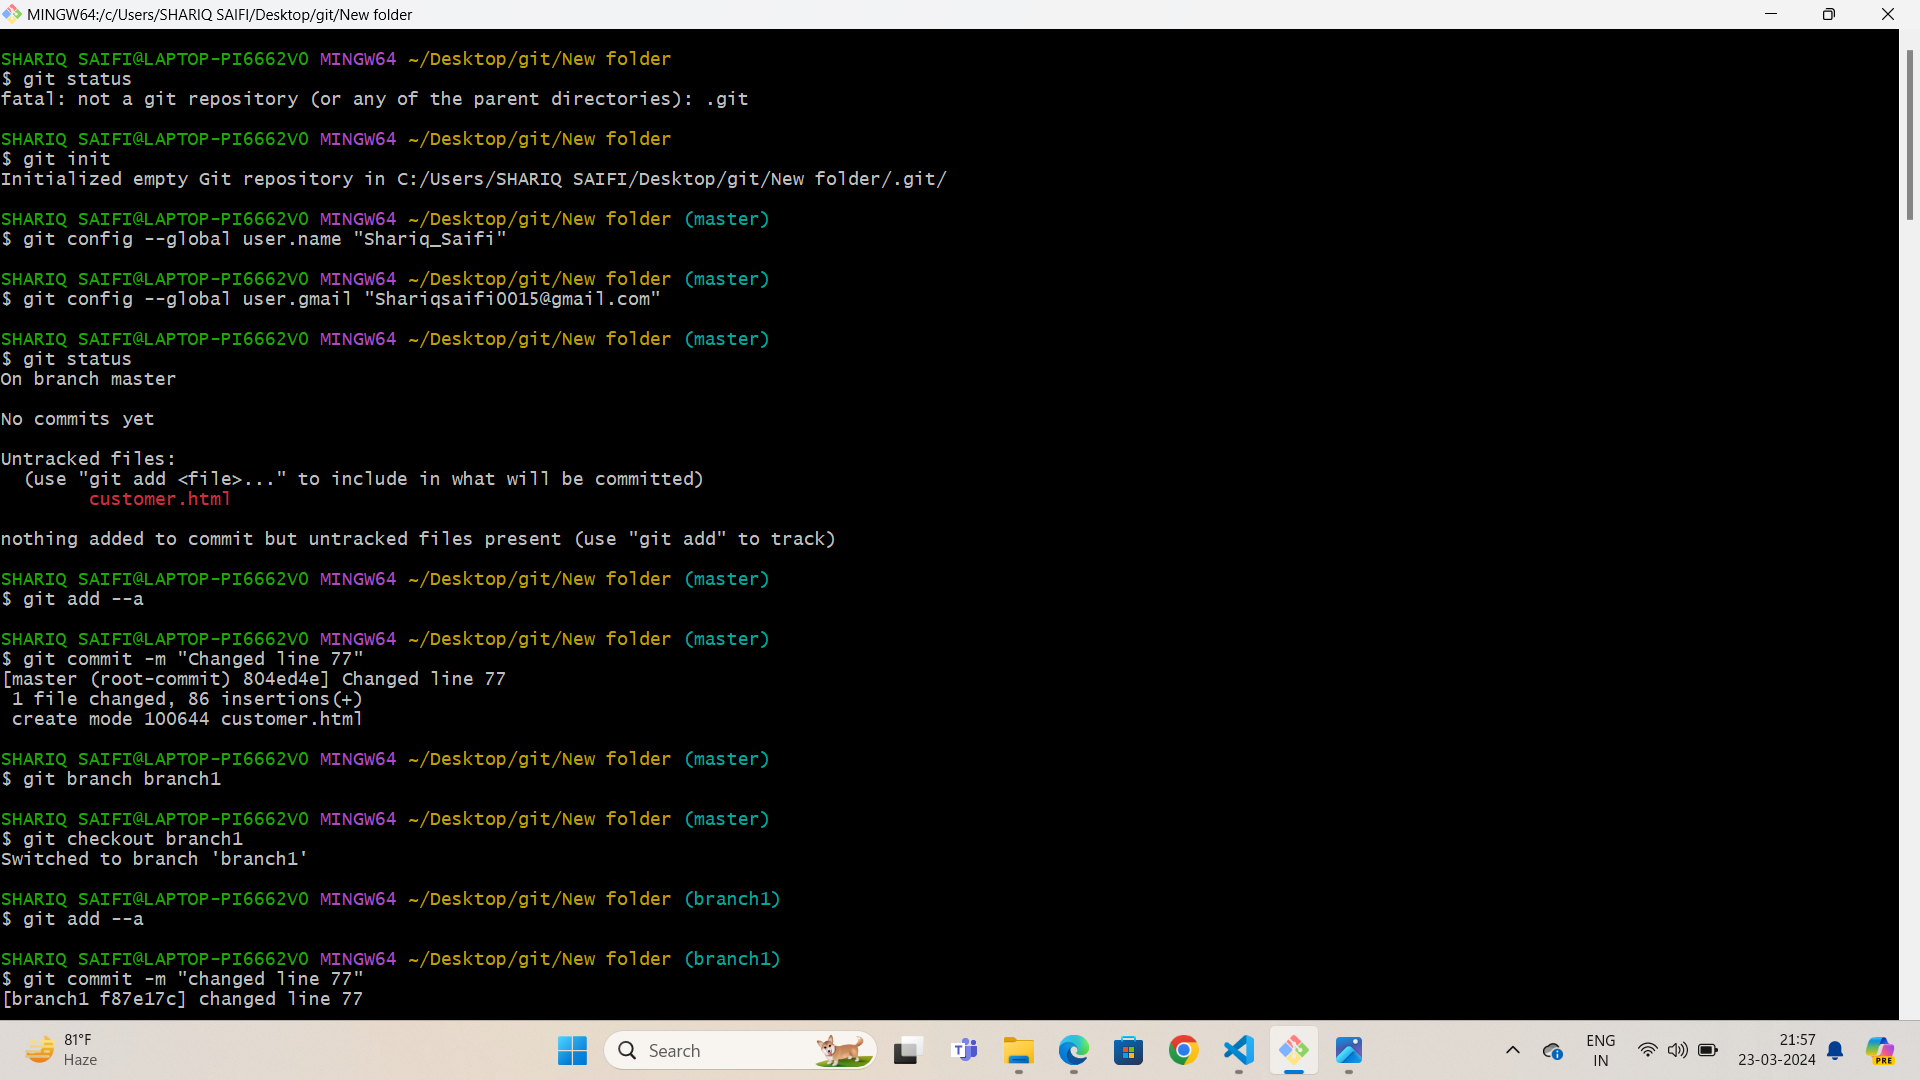 MINGW64:/c/Users/SHARIQ SAIFI/Desktop/git/New folder
SHARIQ SAIFI@LAPTOP-PI6662VO MINGW64 ~/Desktop/git/New folder
$ git status
fatal: not a git repository (or any of the parent directories): .git
SHARIQ SAIFI@LAPTOP-PI6662VO MINGW64 ~/Desktop/git/New folder
$ git init
Initialized empty Git repository in C:/Users/SHARIQ SAIFI/Desktop/git/New folder/.git/
SHARIQ SAIFI@LAPTOP-PI6662VO MINGW64 ~/Desktop/git/New folder (master)
$ git config --global user.name "Shariq_Saifi"
SHARIQ SAIFI@LAPTOP-PI6662VO MINGW64 ~/Desktop/git/New folder (master)
$ git config --global user.gmail "Shariqsaifi0015@gmail.com"
SHARIQ SAIFI@LAPTOP-PI6662VO MINGW64 ~/Desktop/git/New folder (master)
$ git status
On branch master
No commits yet
Untracked files:
(use "git add <file>..." to include in what will be committed)
customer.html
nothing added to commit but untracked files present (use "git add" to track)
SHARIQ SAIFI@LAPTOP-PI6662VO MINGW64 ~/Desktop/git/New folder (master)
$ git add --a
SHARIQ SAIFI@LAPTOP-PI6662VO MINGW64 ~/Desktop/git/New folder (master)
$ git commit -m "Changed line 77"
[master (root-commit) 804ed4e] Changed line 77
1 file changed, 86 insertions(+)
create mode 100644 customer.html
SHARIQ SAIFI@LAPTOP-PI6662VO MINGW64 ~/Desktop/git/New folder (master)
$ git branch branch1
SHARIQ SAIFI@LAPTOP-PI6662VO MINGW64 ~/Desktop/git/New folder (master)
$ git checkout branch1
Switched to branch 'branch1'
SHARIQ SAIFI@LAPTOP-PI6662VO MINGW64 ~/Desktop/git/New folder (branch1)
$ git add --a
SHARIQ SAIFI@LAPTOP-PI6662VO MINGW64 ~/Desktop/git/New folder (branch1)
$ git commit -m "changed line 77"
[branch1 f87e17c] changed line 77
81°F
Haze
Search
ENG
IN
21:57
23-03-2024
PRE